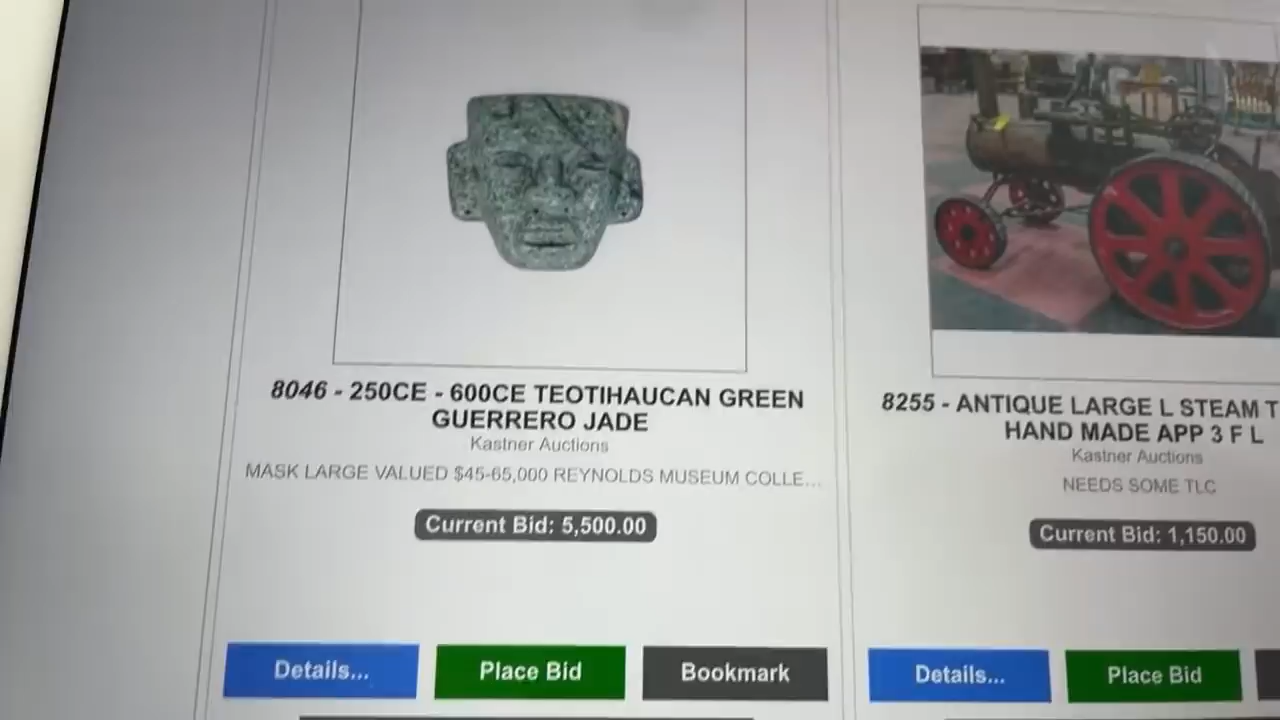 8046 - 250CE - 600CE TEOTIHAUCAN GREEN
GUERRERO JADE
Kastner Auctions
MASK LARGE VALUED $45-65,000 REYNOLDS MUSEUM COLLE...
Current Bid: 5,500.00
Details...
Place Bid
Bookmark
8255 - ANTIQUE LARGE L STEAM T
HAND MADE APP 3 F L
Kastner Auctions
NEEDS SOME TLC
Current Bid: 1,150.00
Details...
Place Bid